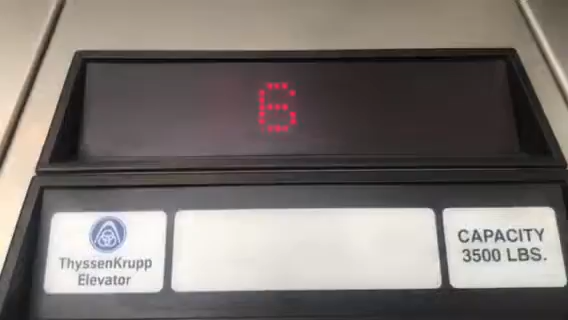 6
ThyssenKrupp
Elevator
CAPACITY
3500 LBS.